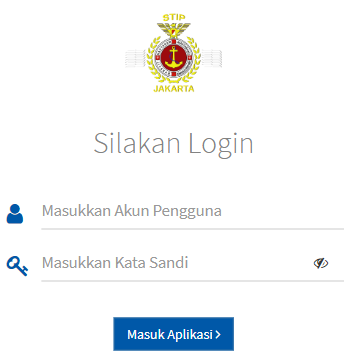 STIP
JAKARTA
Silakan Login
Masukkan Akun Pengguna
Masukkan Kata Sandi
Masuk Aplikasi >